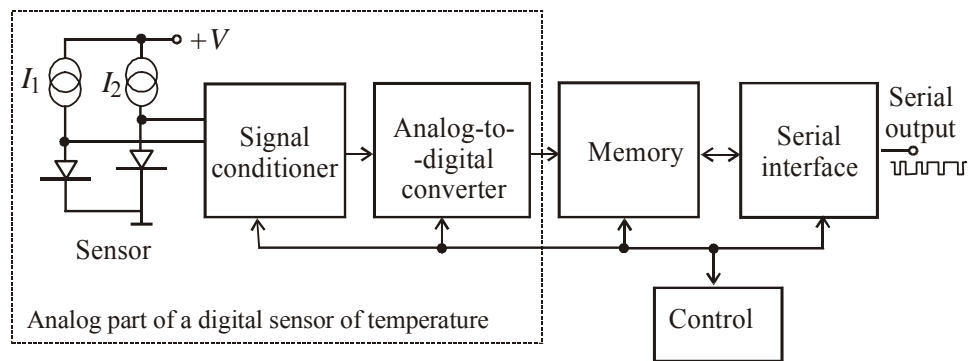 +V
I1
I2
Signal
conditioner
Analog-to-
-digital
converter
Memory
Serial
interface
Serial
output
Sensor
Control
Analog part of a digital sensor of temperature